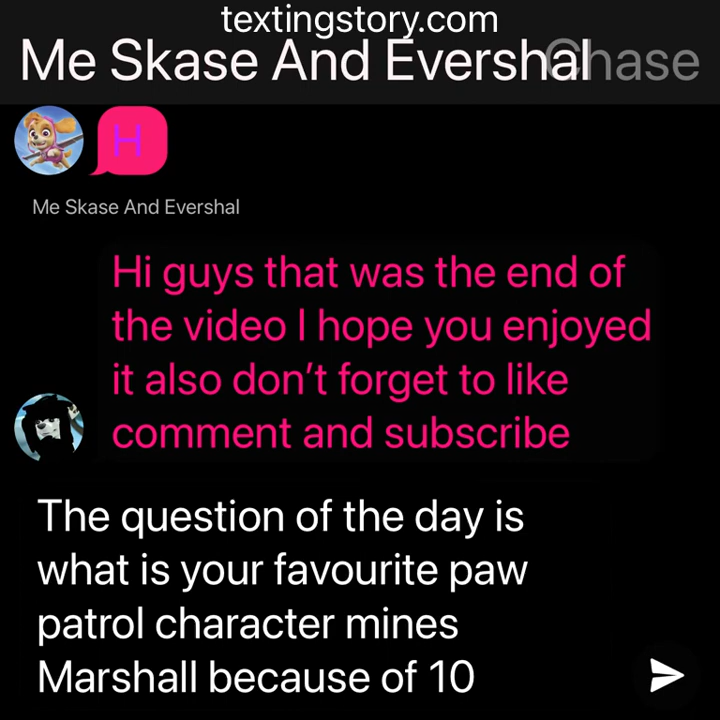 textingstory.com
Me Skase And Evershal
Chase
H
Me Skase And Evershal
Hi guys that was the end of
the video I hope you enjoyed
it also don’t forget to like
comment and subscribe
The question of the day is
what is your favourite paw
patrol character mines
Marshall because of 10